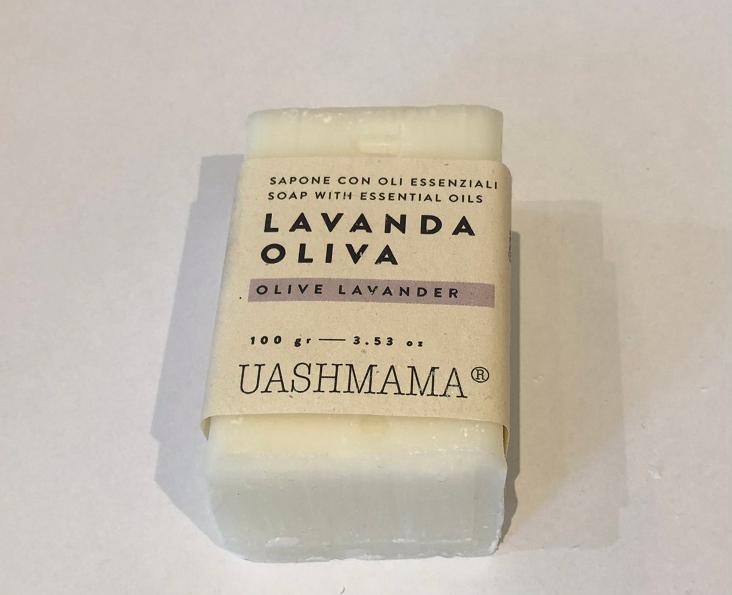 SAPONE CON OLI ESSENZIALI
SOAP WITH ESSENTIAL OILS
LAVANDA
OLIVA
OLIVE LAVANDER
100 gr — 3.53 oz
UASHMAMA®